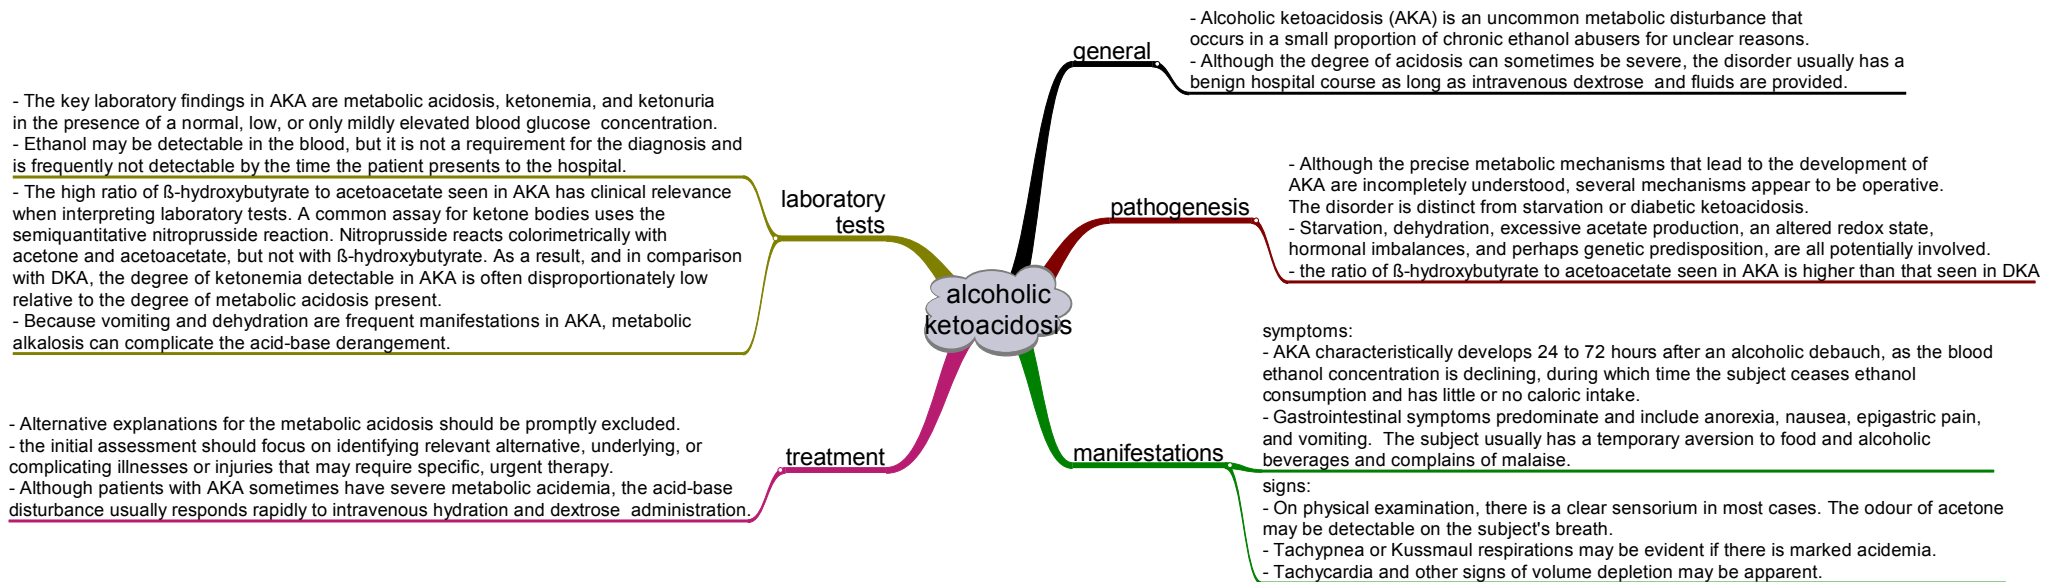 alcoholic
ketoacidosis
general
- Alcoholic ketoacidosis (AKA) is an uncommon metabolic disturbance that
occurs in a small proportion of chronic ethanol abusers for unclear reasons.
- Although the degree of acidosis can sometimes be severe, the disorder usually has a
benign hospital course as long as intravenous dextrose  and fluids are provided.
pathogenesis
- Although the precise metabolic mechanisms that lead to the development of
AKA are incompletely understood, several mechanisms appear to be operative.
The disorder is distinct from starvation or diabetic ketoacidosis.
- Starvation, dehydration, excessive acetate production, an altered redox state,
hormonal imbalances, and perhaps genetic predisposition, are all potentially involved.
- the ratio of ß-hydroxybutyrate to acetoacetate seen in AKA is higher than that seen in DKA
manifestations
symptoms:
- AKA characteristically develops 24 to 72 hours after an alcoholic debauch, as the blood
ethanol concentration is declining, during which time the subject ceases ethanol
consumption and has little or no caloric intake.
- Gastrointestinal symptoms predominate and include anorexia, nausea, epigastric pain,
and vomiting.  The subject usually has a temporary aversion to food and alcoholic
beverages and complains of malaise.
signs:
- On physical examination, there is a clear sensorium in most cases. The odour of acetone
may be detectable on the subject's breath.
- Tachypnea or Kussmaul respirations may be evident if there is marked acidemia.
- Tachycardia and other signs of volume depletion may be apparent.
laboratory
tests
- The key laboratory findings in AKA are metabolic acidosis, ketonemia, and ketonuria
in the presence of a normal, low, or only mildly elevated blood glucose  concentration.
- Ethanol may be detectable in the blood, but it is not a requirement for the diagnosis and
is frequently not detectable by the time the patient presents to the hospital.
- The high ratio of ß-hydroxybutyrate to acetoacetate seen in AKA has clinical relevance
when interpreting laboratory tests. A common assay for ketone bodies uses the
semiquantitative nitroprusside reaction. Nitroprusside reacts colorimetrically with
acetone and acetoacetate, but not with ß-hydroxybutyrate. As a result, and in comparison
with DKA, the degree of ketonemia detectable in AKA is often disproportionately low
relative to the degree of metabolic acidosis present.
- Because vomiting and dehydration are frequent manifestations in AKA, metabolic
alkalosis can complicate the acid-base derangement.
treatment
- Alternative explanations for the metabolic acidosis should be promptly excluded.
- the initial assessment should focus on identifying relevant alternative, underlying, or
complicating illnesses or injuries that may require specific, urgent therapy.
- Although patients with AKA sometimes have severe metabolic acidemia, the acid-base
disturbance usually responds rapidly to intravenous hydration and dextrose  administration.